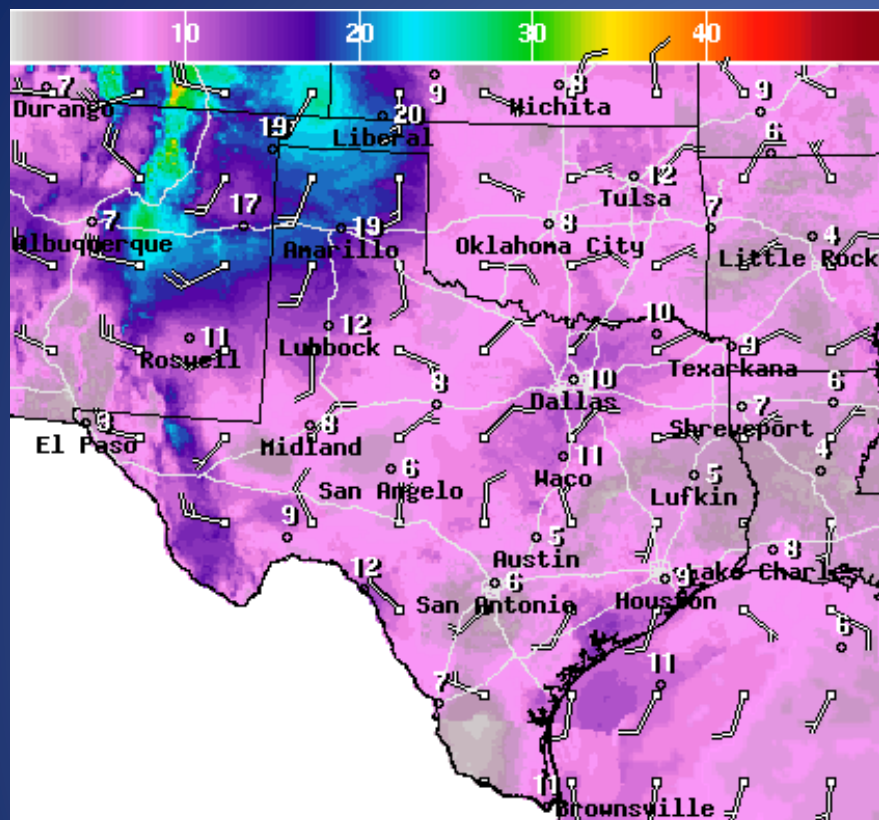 10 20 30 40
7 9 8 9
Durango Wichita
19 20 6
Liberal
12
Tulsa
7 17 19 8 7 4
Albuquerque Amarillo Oklahoma City Little Rock
11 12 10 9
Roswell Lubbock Texarkana
10
Dallas
8 7 6
8 Shreveport
El Paso Midland
6 11 5 4
San Angelo Waco Lufkin
9 5 8
Austin
12 6 9 Lake Charles
San Antonio Houston
6
7 11
11
Brownsville